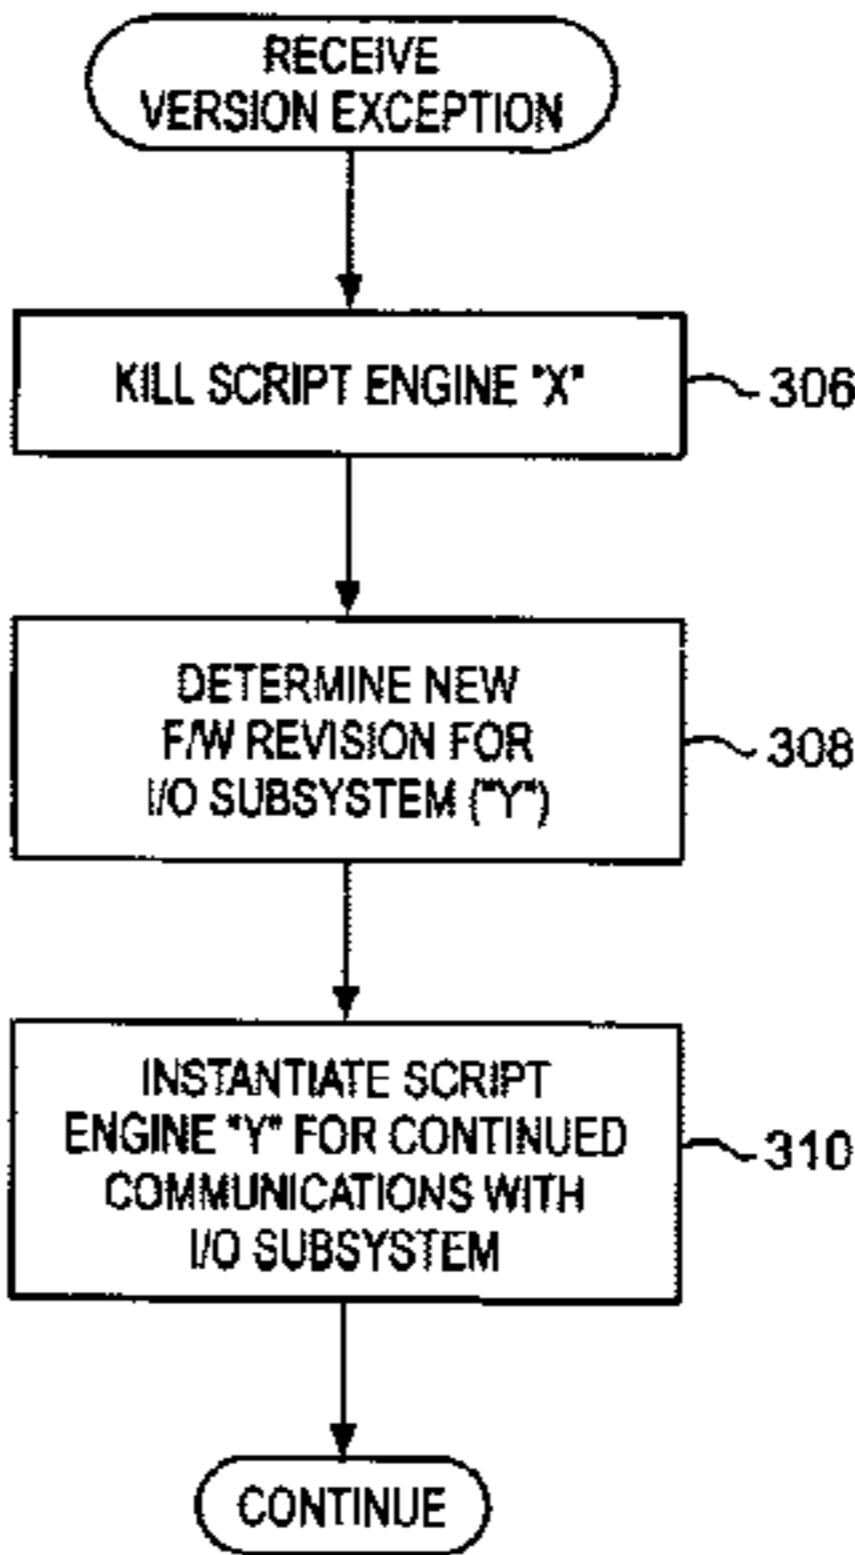 RECEIVE
VERSION EXCEPTION
KILL SCRIPT ENGINE "X"
306
DETERMINE NEW
F/W REVISION FOR
I/O SUBSYSTEM ("Y")
308
INSTANTIATE SCRIPT
ENGINE "Y" FOR CONTINUED
COMMUNICATIONS WITH
I/O SUBSYSTEM
310
CONTINUE